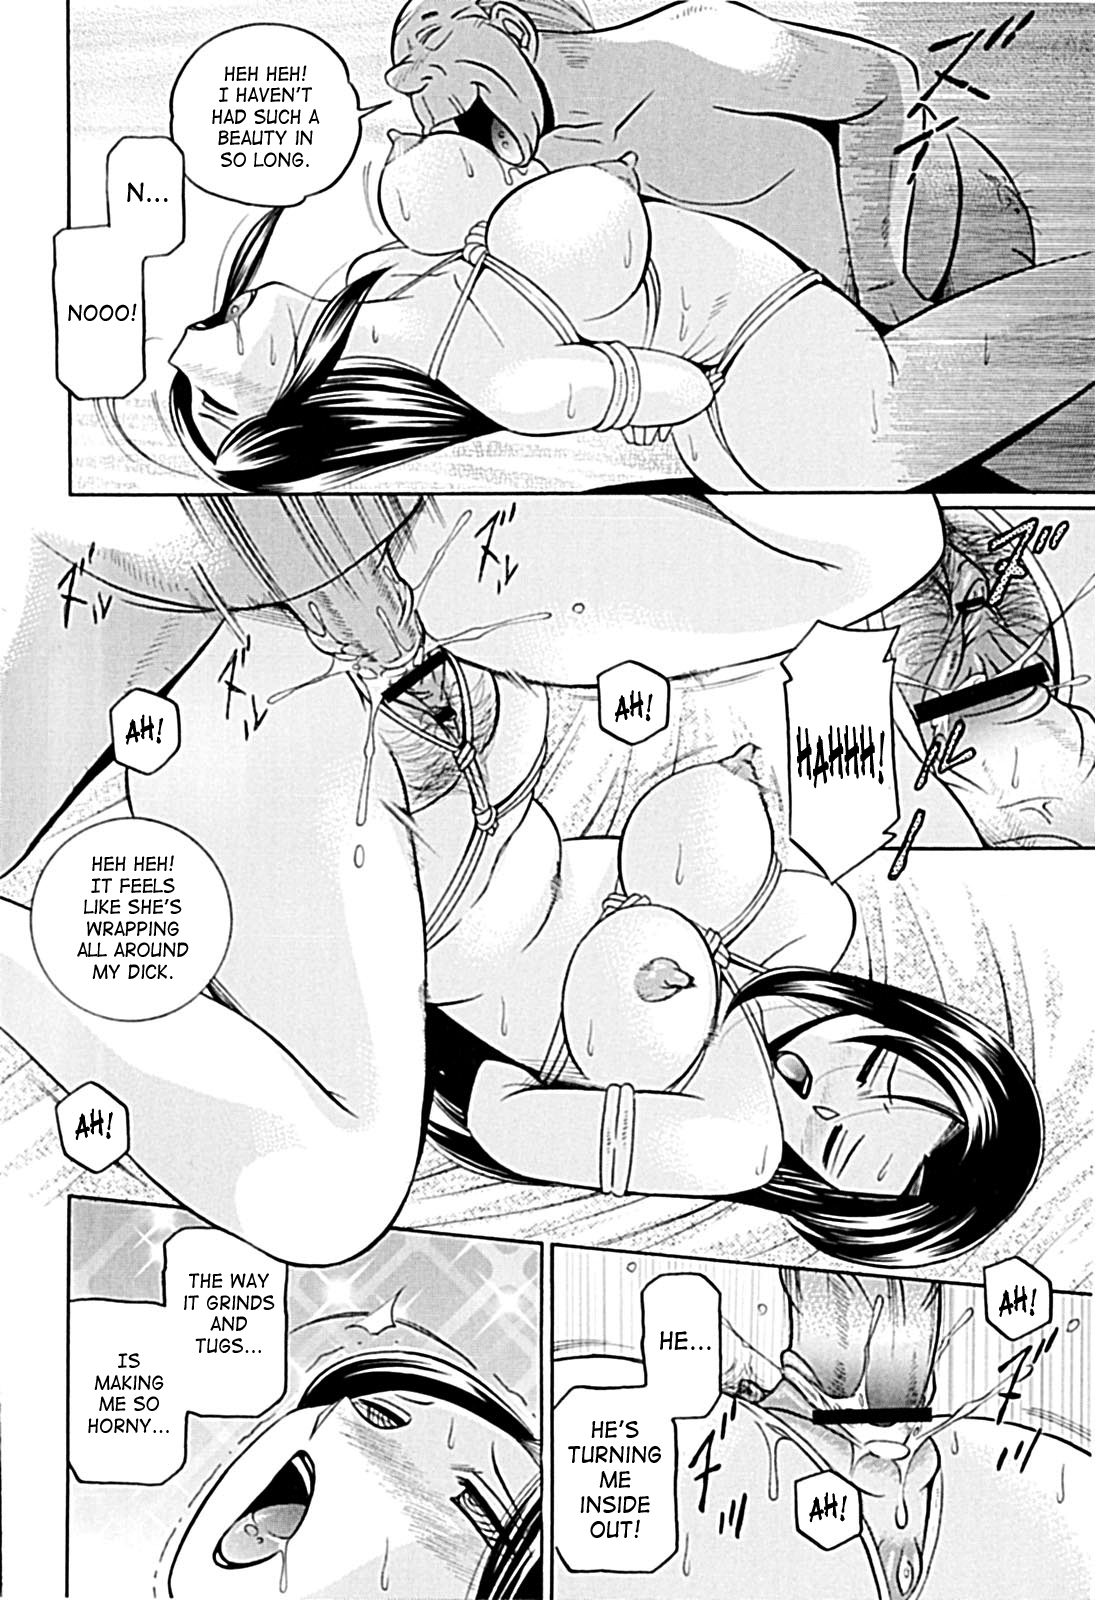 HEH HEH!
I HAVEN'T
HAD SUCH A
BEAUTY IN
SO LONG.
N...
NOOO!
HAHHH!
AH!
AH!
HEH HEH!
IT FEELS
LIKE SHE'S
WRAPPING
ALL AROUND
MY DICK.
AH!
THE WAY
IT GRINDS
AND
TUGS...
IS
MAKING
ME SO
HORNY...
HE...
HE'S
TURNING
ME
INSIDE
OUT!
AH!
AH!